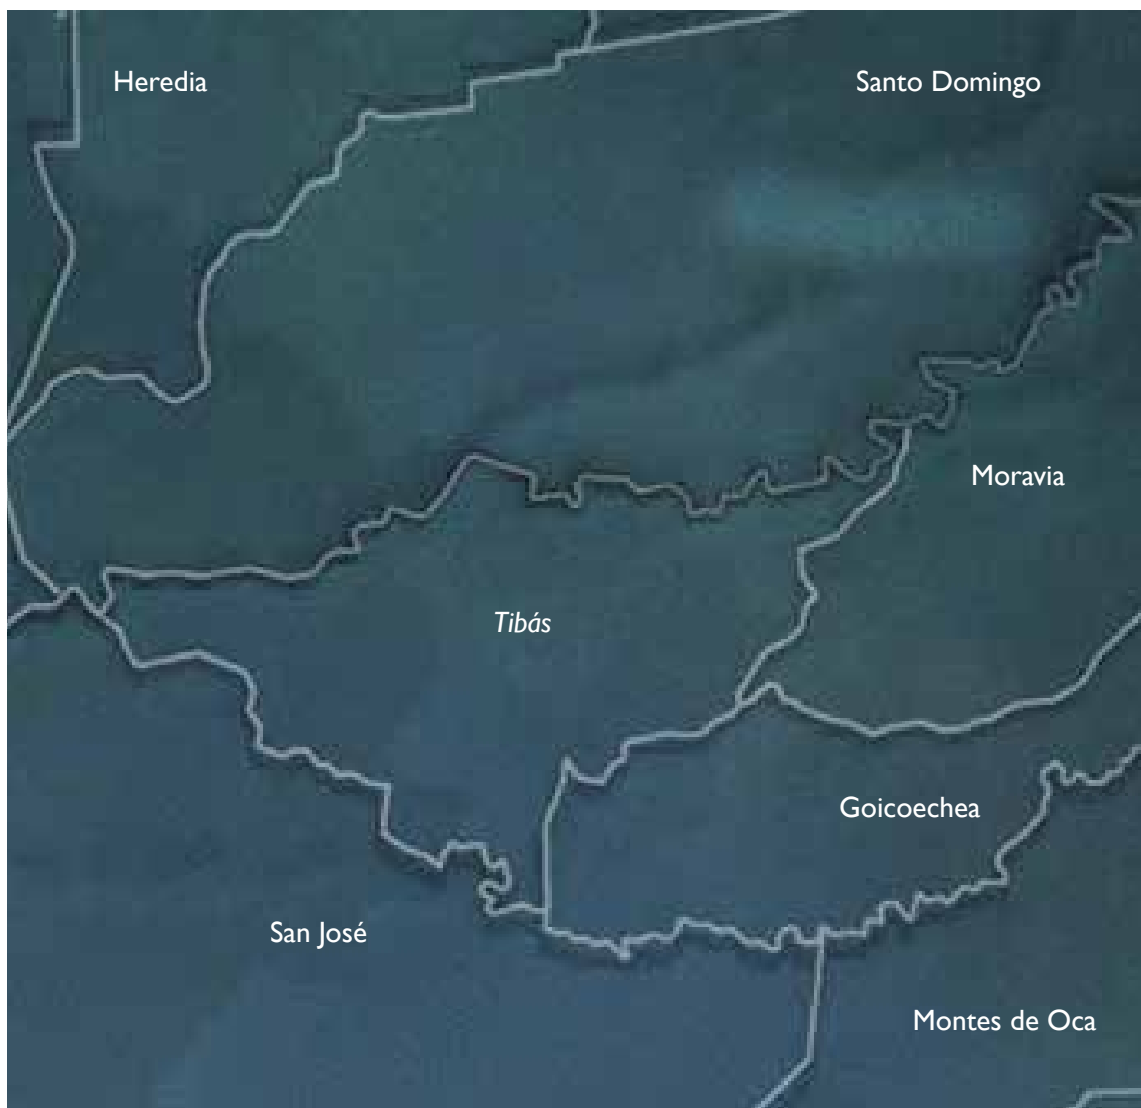 Heredia
Santo Domingo
Moravia
Tibás
Goicoechea
San José
Montes de Oca